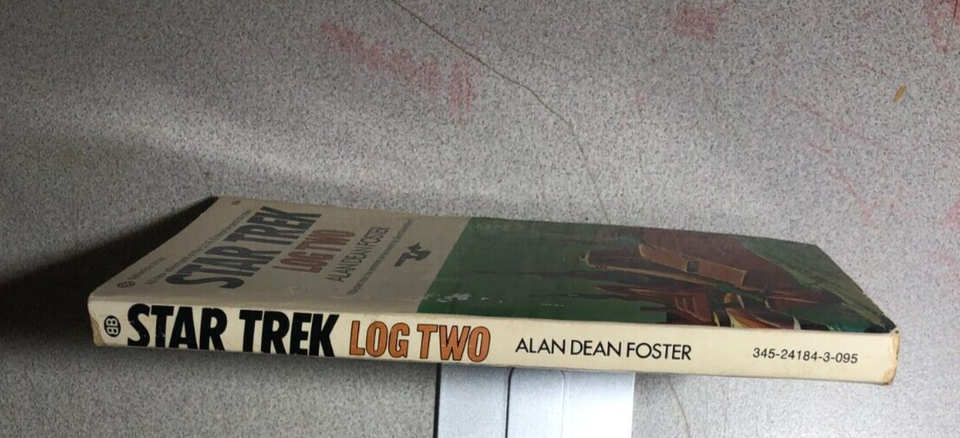 STAR TREK
LOG TWO
ALAN DEAN FOSTER
BB STAR TREK LOG TWO ALAN DEAN FOSTER 345-24184-3-095